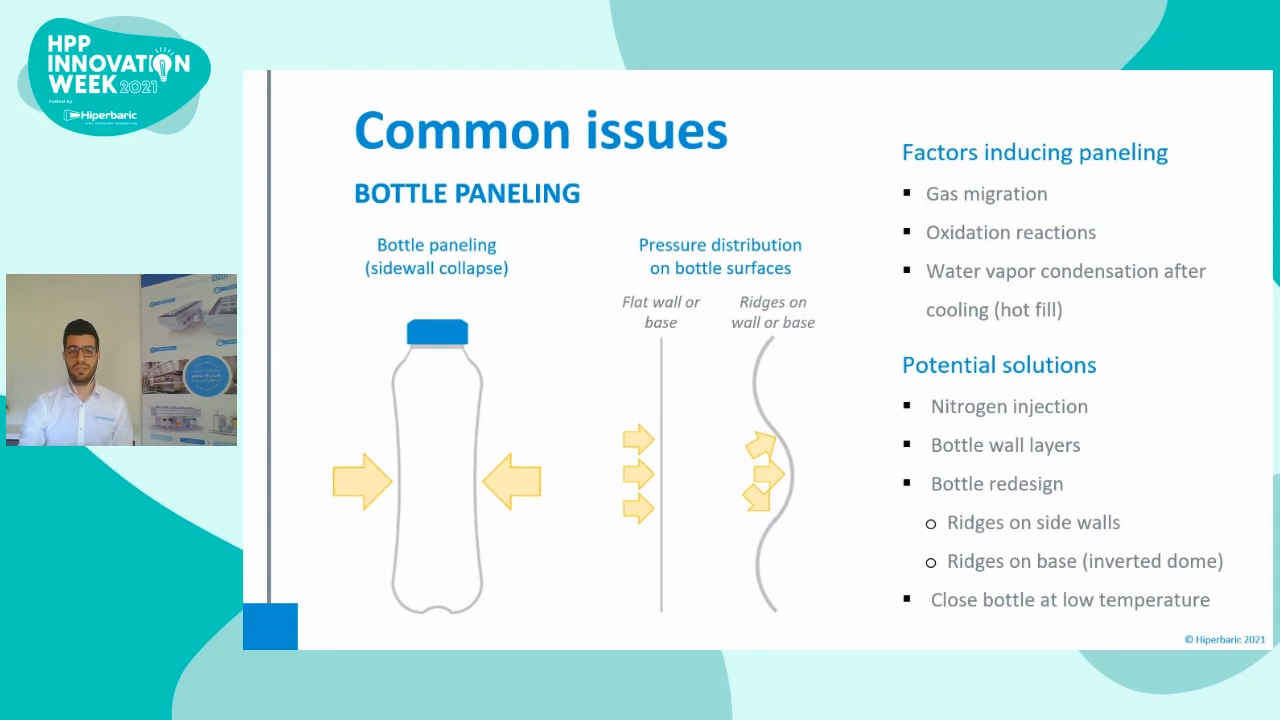 HPP
INNOVATION
WEEK 2021
hosted by
Hiperbaric
Common issues
BOTTLE PANELING
Bottle paneling
(sidewall collapse)
Pressure distribution
on bottle surfaces
Flat wall or
base
Ridges on
wall or base
Factors inducing paneling
▪ Gas migration
▪ Oxidation reactions
▪ Water vapor condensation after
cooling (hot fill)
Potential solutions
▪ Nitrogen injection
▪ Bottle wall layers
▪ Bottle redesign
o Ridges on side walls
o Ridges on base (inverted dome)
▪ Close bottle at low temperature
© Hiperbaric 2021